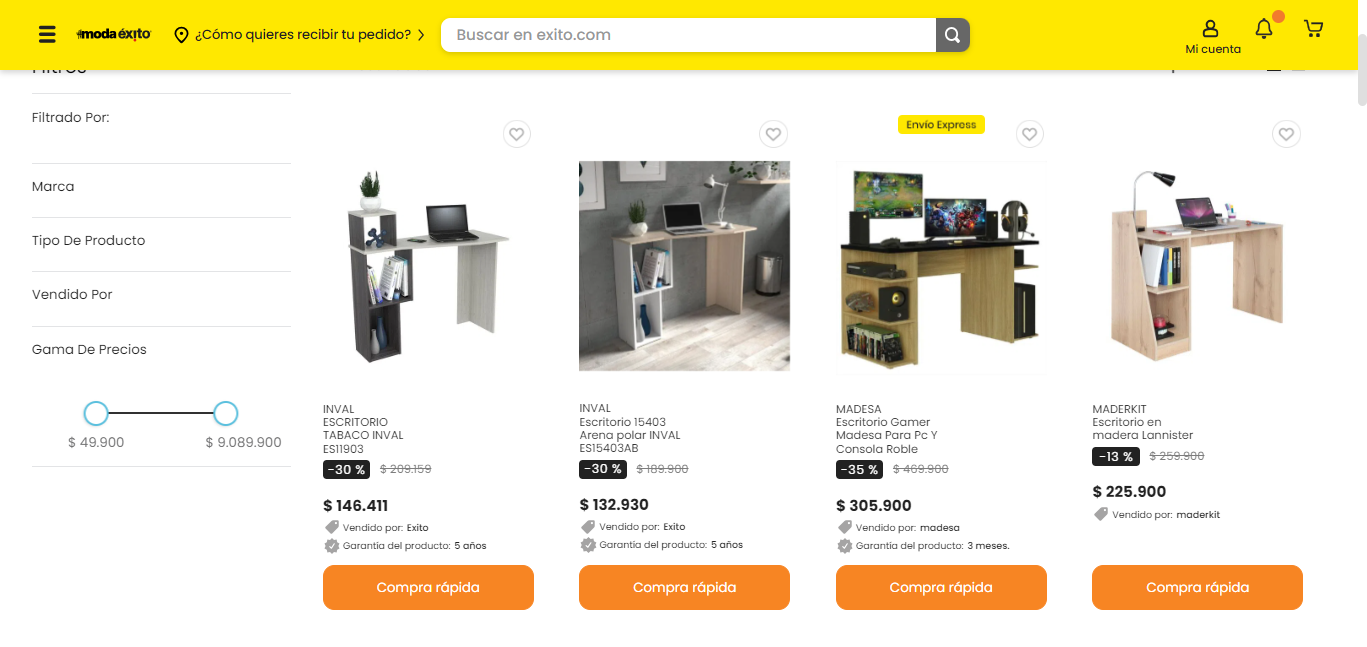 moda éxito
¿Cómo quieres recibir tu pedido?
Buscar en exito.com
Mi cuenta
Filtros
Filtrado Por:
Marca
Tipo De Producto
Vendido Por
Gama De Precios
$ 49.900
$ 9.089.900
INVAL
ESCRITORIO
TABACO INVAL
ES11903
-30 % $ 209.159
$ 146.411
Vendido por: Exito
Garantía del producto: 5 años
Compra rápida
INVAL
Escritorio 15403
Arena polar INVAL
ES15403AB
-30 % $ 189.900
$ 132.930
Vendido por: Exito
Garantía del producto: 5 años
Compra rápida
Envío Express
MADESA
Escritorio Gamer
Madesa Para Pc Y
Consola Roble
-35 % $ 469.900
$ 305.900
Vendido por: madesa
Garantía del producto: 3 meses.
Compra rápida
MADERKIT
Escritorio en
madera Lannister
-13 % $ 259.900
$ 225.900
Vendido por: maderkit
Compra rápida